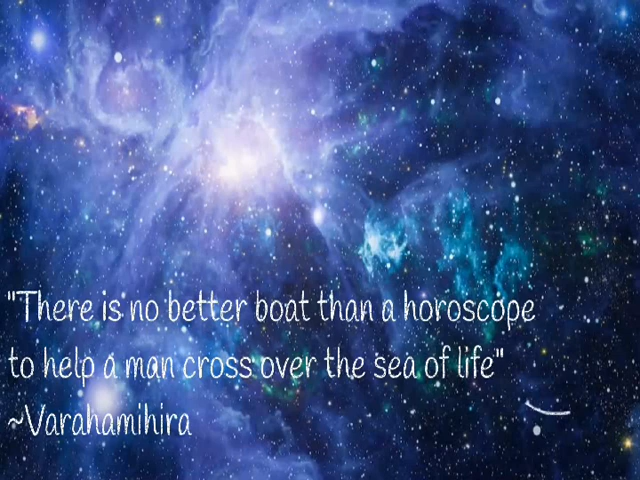 "There is no better boat than a horoscope
to help a man cross over the sea of life"
~Varahamihira